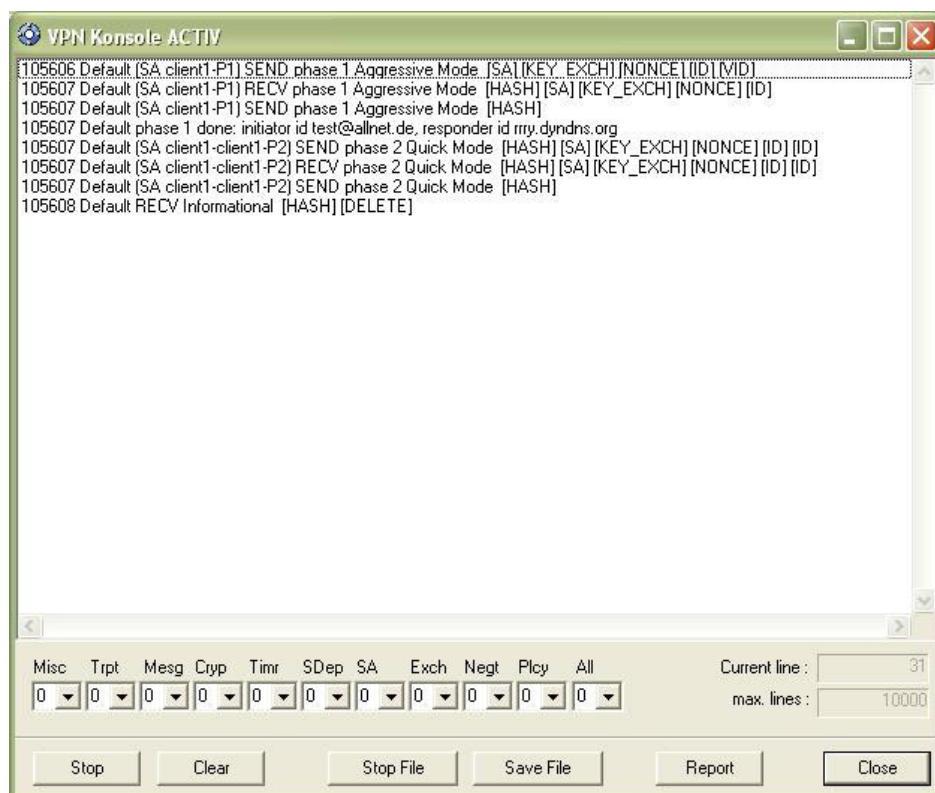 VPN Konsole ACTIV
105606 Default (SA client1-P1) SEND phase 1 Aggressive Mode [SA] [KEY_EXCH] [NONCE] [ID] [VID]
105607 Default (SA client1-P1) RECV phase 1 Aggressive Mode [HASH] [SA] [KEY_EXCH] [NONCE] [ID]
105607 Default (SA client1-P1) SEND phase 1 Aggressive Mode [HASH]
105607 Default phase 1 done: initiator id test@allnet.de, responder id rrry.dyndns.org
105607 Default (SA client1-client1-P2) SEND phase 2 Quick Mode [HASH] [SA] [KEY_EXCH] [NONCE] [ID] [ID]
105607 Default (SA client1-client1-P2) RECV phase 2 Quick Mode [HASH] [SA] [KEY_EXCH] [NONCE] [ID] [ID]
105607 Default (SA client1-client1-P2) SEND phase 2 Quick Mode [HASH]
105608 Default RECV Informational [HASH] [DELETE]
Misc Trpt Mesg Cryp Timr SDep SA Exch Negt Plcy All
0 0 0 0 0 0 0 0 0 0 0
Current line : 31
max. lines : 10000
Stop Clear Stop File Save File Report Close